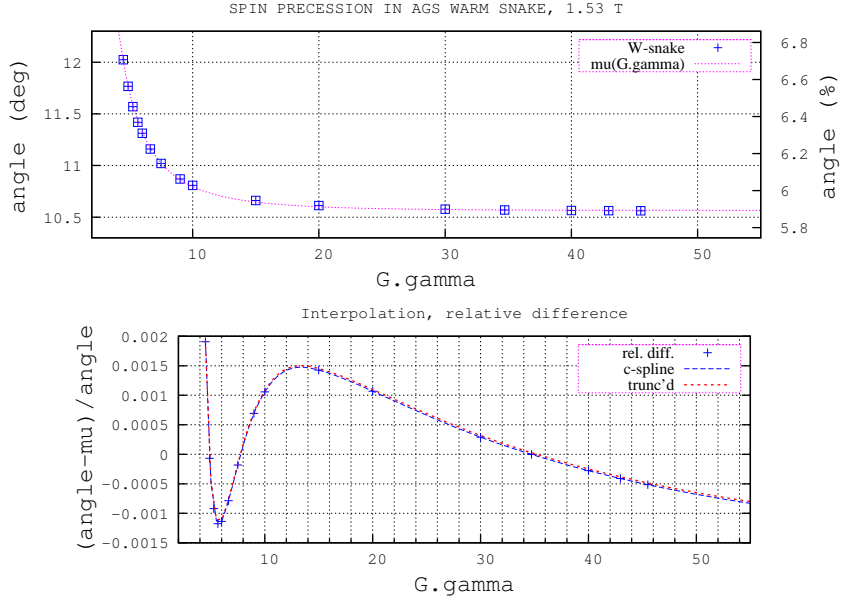 SPIN PRECESSION IN AGS WARM SNAKE, 1.53 T
angle (deg)
12
11.5
11
10.5
W-snake
mu(G.gamma)
6.8
6.6
6.4
6.2
6
5.8
angle (%)
10 20 30 40 50
G.gamma
Interpolation, relative difference
(angle-mu)/angle
0.002
0.0015
0.001
0.0005
0
-0.0005
-0.001
-0.0015
rel. diff.
c-spline
trunc'd
10 20 30 40 50
G.gamma